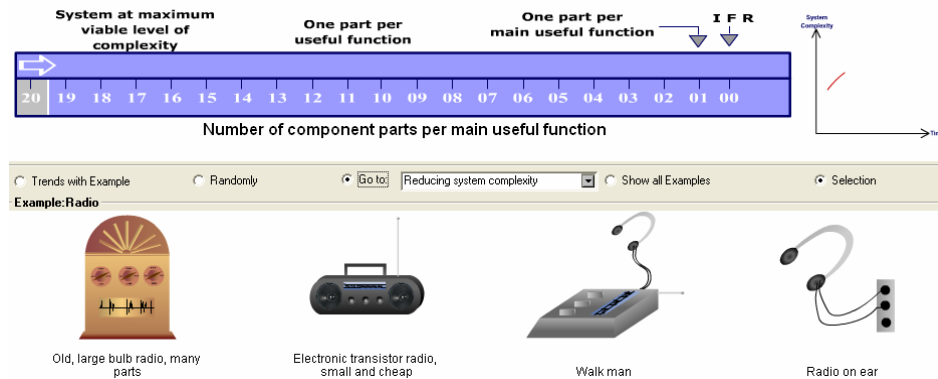 System at maximum
viable level of
complexity
One part per
useful function
One part per
main useful function
I F R
20 19 18 17 16 15 14 13 12 11 10 09 08 07 06 05 04 03 02 01 00
Number of component parts per main useful function
System
Complexity
Trends with Example
Randomly
Go to:
Reducing system complexity
Show all Examples
Selection
Example:Radio
Old, large bulb radio, many
parts
Electronic transistor radio,
small and cheap
Walk man
Radio on ear